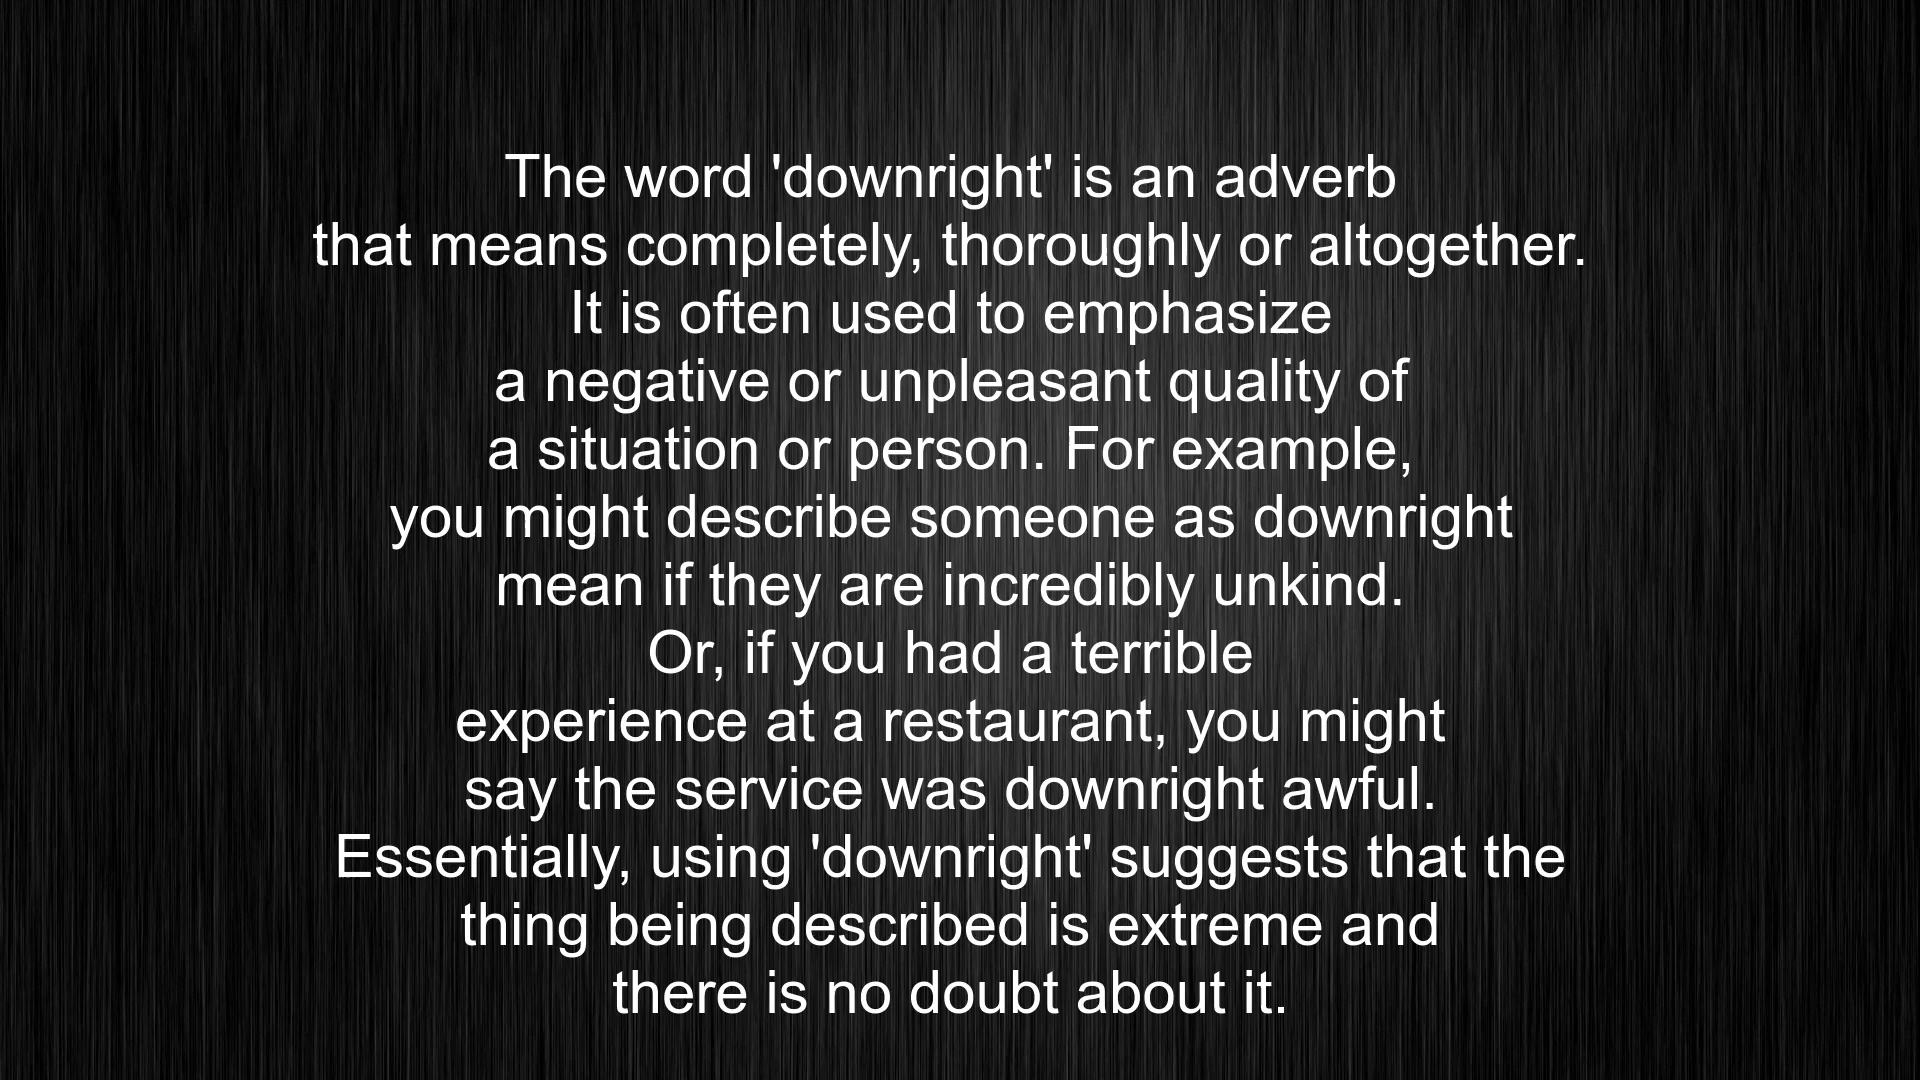 The word 'downright' is an adverb
that means completely, thoroughly or altogether.
It is often used to emphasize
a negative or unpleasant quality of
a situation or person. For example,
you might describe someone as downright
mean if they are incredibly unkind.
Or, if you had a terrible
experience at a restaurant, you might
say the service was downright awful.
Essentially, using 'downright' suggests that the
thing being described is extreme and
there is no doubt about it.